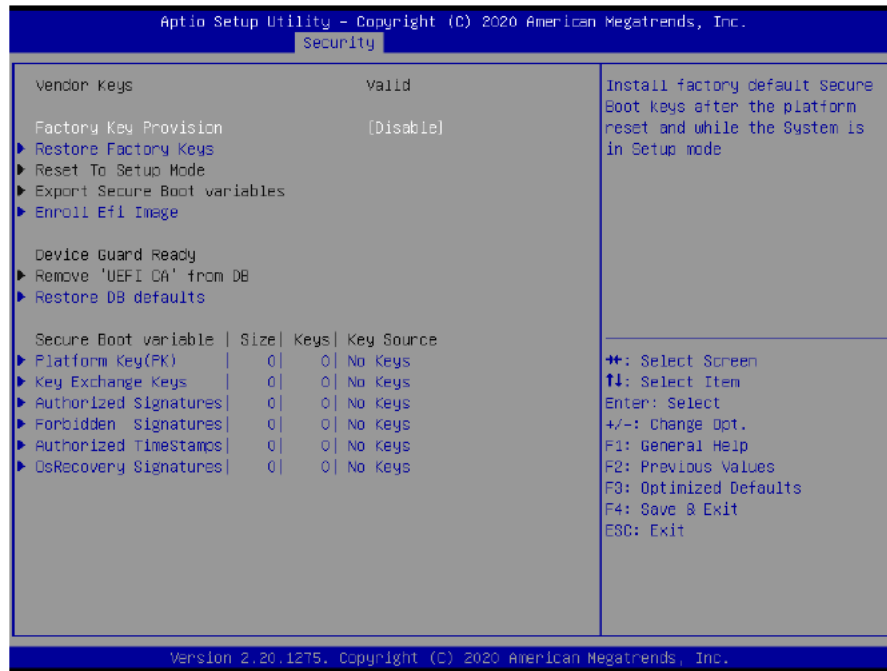 Aptio Setup Utility – Copyright (C) 2020 American Megatrends, Inc.
Security
Vendor Keys Valid
Factory Key Provision [Disable]
Restore Factory Keys
Reset To Setup Mode
Export Secure Boot variables
Enroll Efi Image
Device Guard Ready
Remove 'UEFI CA' from DB
Restore DB defaults
Secure Boot variable | Size| Keys| Key Source
Platform Key(PK) | 0| 0| No Keys
Key Exchange Keys | 0| 0| No Keys
Authorized Signatures| 0| 0| No Keys
Forbidden Signatures| 0| 0| No Keys
Authorized TimeStamps| 0| 0| No Keys
OsRecovery Signatures| 0| 0| No Keys
Install factory default Secure
Boot keys after the platform
reset and while the System is
in Setup mode
→←: Select Screen
↑↓: Select Item
Enter: Select
+/-: Change Opt.
F1: General Help
F2: Previous Values
F3: Optimized Defaults
F4: Save & Exit
ESC: Exit
Version 2.20.1275. Copyright (C) 2020 American Megatrends, Inc.